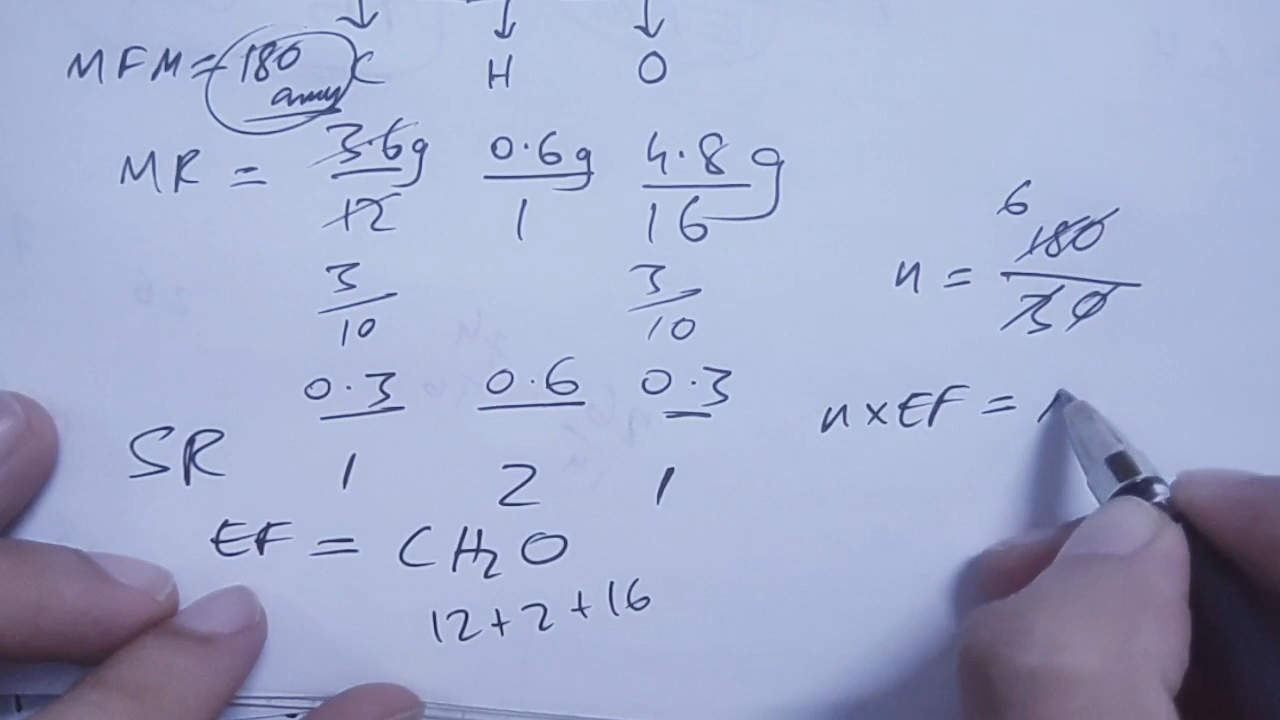 MFM = 180 amu C H O
MR = 3.6g 0.6g 4.8g
12 1 16
6
n = 180
30
3 3
10 10
0.3 0.6 0.3
n x EF =
SR 1 2 1
EF = CH2O
12+2+16